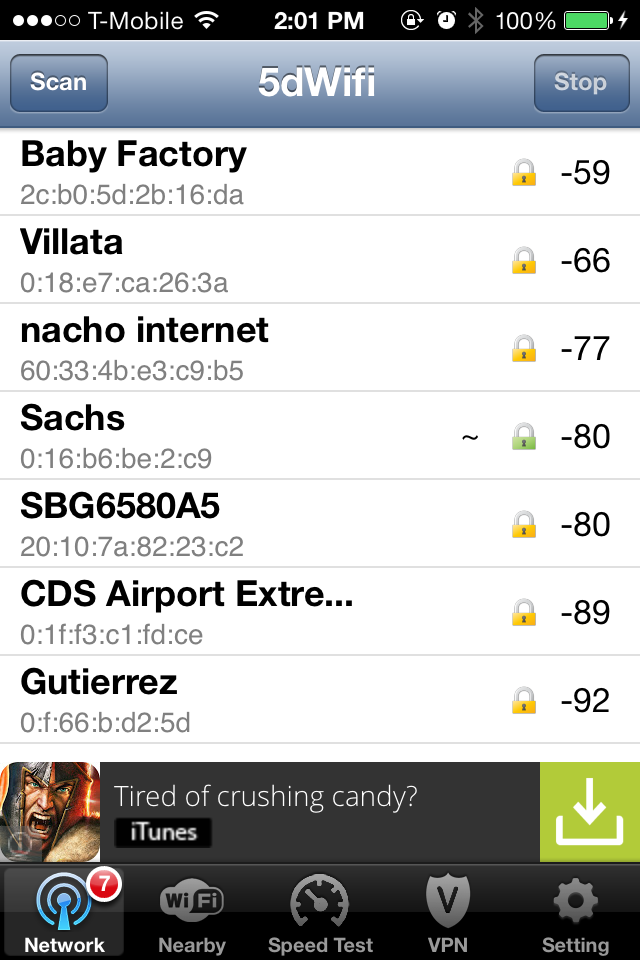 T-Mobile 2:01 PM 100%
Scan 5dWifi Stop
Baby Factory
2c:b0:5d:2b:16:da
-59
Villata
0:18:e7:ca:26:3a
-66
nacho internet
60:33:4b:e3:c9:b5
-77
Sachs
0:16:b6:be:2:c9
~ -80
SBG6580A5
20:10:7a:82:23:c2
-80
CDS Airport Extre...
0:1f:f3:c1:fd:ce
-89
Gutierrez
0:f:66:b:d2:5d
-92
Tired of crushing candy?
iTunes
7
WiFi
V
Network Nearby Speed Test VPN Setting